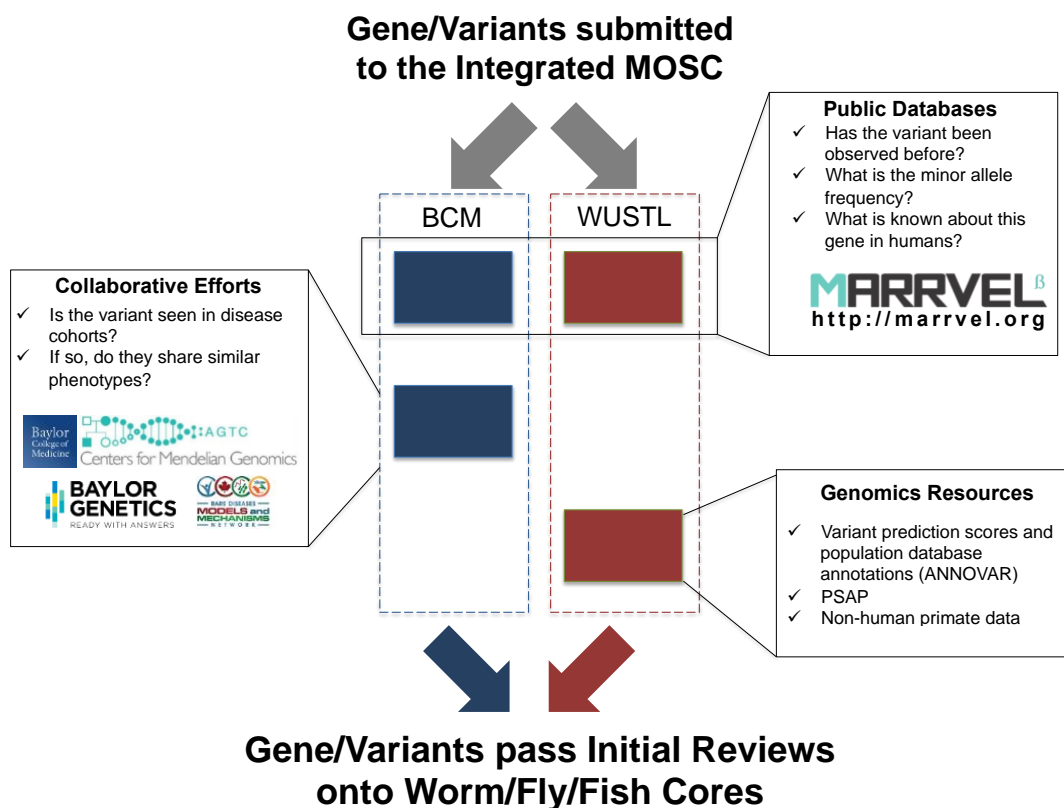 Gene/Variants submitted
to the Integrated MOSC
Public Databases
✓ Has the variant been
observed before?
✓ What is the minor allele
frequency?
✓ What is known about this
gene in humans?
MARRVEL β
http://marrvel.org
BCM
WUSTL
Collaborative Efforts
✓ Is the variant seen in disease
cohorts?
✓ If so, do they share similar
phenotypes?
Baylor
College of
Medicine
AGTC
Centers for Mendelian Genomics
BAYLOR
GENETICS
READY WITH ANSWERS
RARE DISEASES
MODELS and
MECHANISMS
NETWORK
Genomics Resources
✓ Variant prediction scores and
population database
annotations (ANNOVAR)
✓ PSAP
✓ Non-human primate data
Gene/Variants pass Initial Reviews
onto Worm/Fly/Fish Cores